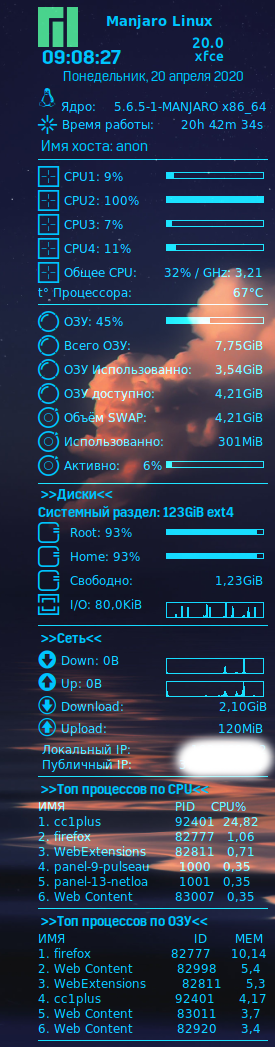 Manjaro Linux
20.0
09:08:27
xfce
Понедельник, 20 апреля 2020
Ядро: 5.6.5-1-MANJARO x86_64
Время работы: 20h 42m 34s
Имя хоста: anon
CPU1: 9%
CPU2: 100%
CPU3: 7%
CPU4: 11%
Общее CPU: 32% / GHz: 3,21
t° Процессора: 67°C
ОЗУ: 45%
Всего ОЗУ: 7,75GiB
ОЗУ Использованно: 3,54GiB
ОЗУ доступно: 4,21GiB
Объём SWAP: 4,21GiB
Использованно: 301MiB
Активно: 6%
>>Диски<<
Системный раздел: 123GiB ext4
Root: 93%
Home: 93%
Свободно: 1,23GiB
I/O: 80,0KiB
>>Сеть<<
Down: 0B
Up: 0B
Download: 2,10GiB
Upload: 120MiB
Локальный IP:
Публичный IP:
>>Топ процессов по CPU<<
ИМЯ PID CPU%
1. cc1plus 92401 24,82
2. firefox 82777 1,06
3. WebExtensions 82811 0,71
4. panel-9-pulseau 1000 0,35
5. panel-13-netloa 1001 0,35
6. Web Content 83007 0,35
>>Топ процессов по ОЗУ<<
ИМЯ ID MEM
1. firefox 82777 10,14
2. Web Content 82998 5,4
3. WebExtensions 82811 5,3
4. cc1plus 92401 4,17
5. Web Content 83011 3,7
6. Web Content 82920 3,4